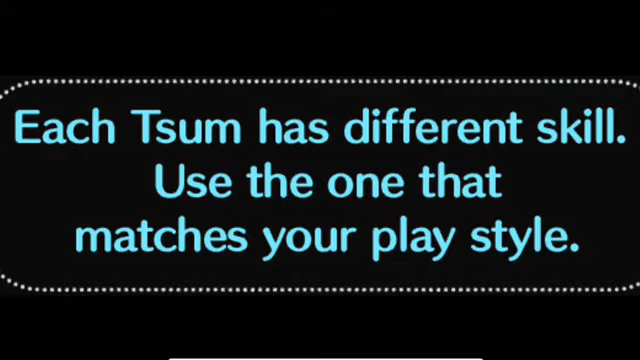 Each Tsum has different skill.
Use the one that
matches your play style.